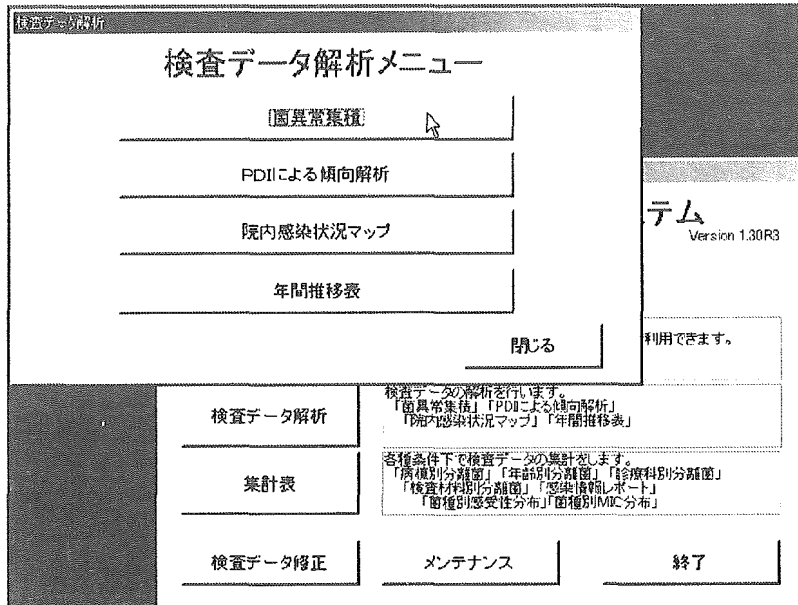 検査データ解析
検査データ解析メニュー
菌異常集積
PDIによる傾向解析
院内感染状況マップ
年間推移表
閉じる
テム
Version 1.30R3
利用できます。
検査データ解析
検査データの解析を行います。
「菌異常集積」「PDIによる傾向解析」
「院内感染状況マップ」「年間推移表」
集計表
各種条件下で検査データの集計をします。
「病棟別分離菌」「年齢別分離菌」「診療科別分離菌」
「検査材料別分離菌」「感染情報レポート」
「菌種別感受性分布」「菌種別MIC分布」
検査データ修正
メンテナンス
終了